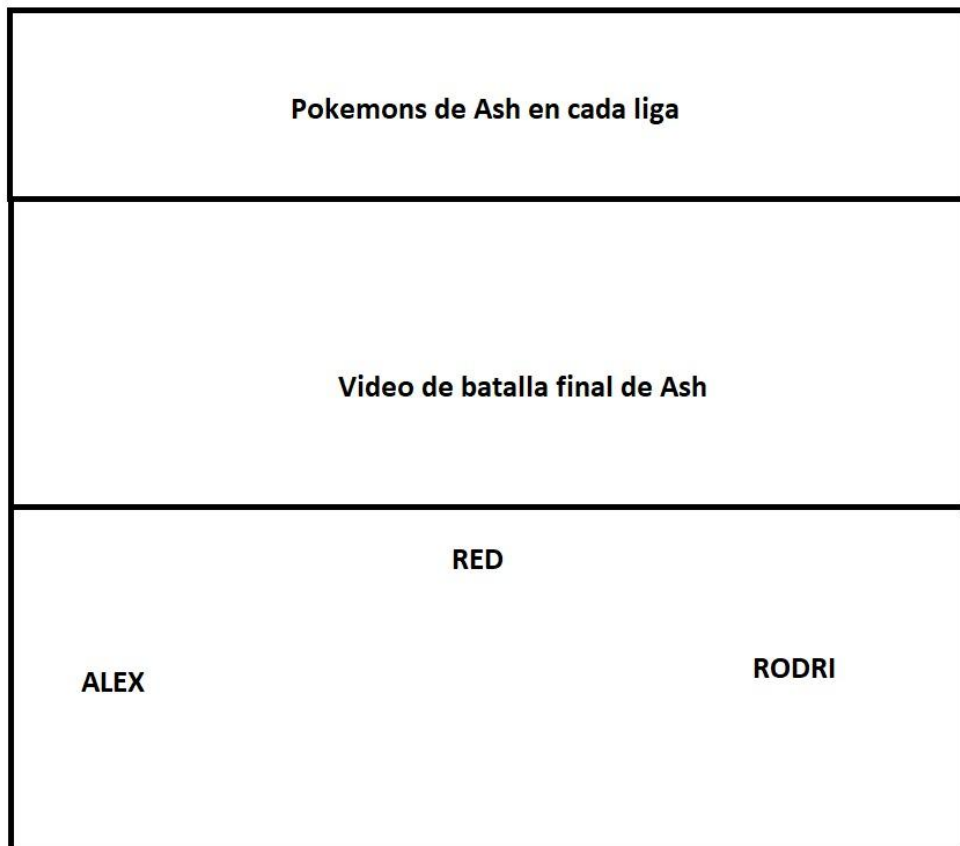 Pokemons de Ash en cada liga
Video de batalla final de Ash
RED
ALEX
RODRI